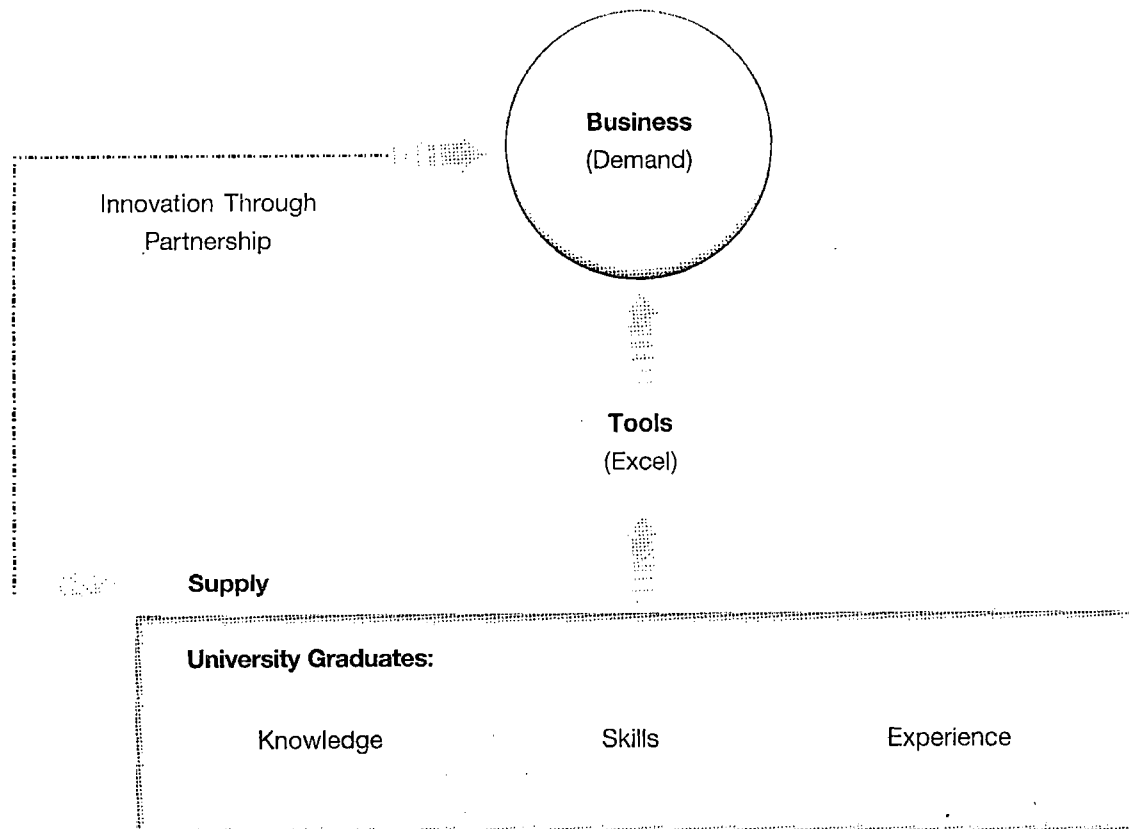 Business
(Demand)
Innovation Through
Partnership
Tools
(Excel)
Supply
University Graduates:
Knowledge
Skills
Experience